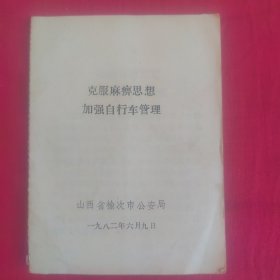 克服麻痹思想
加强自行车管理
山西省榆次市公安局
一九八二年六月九日